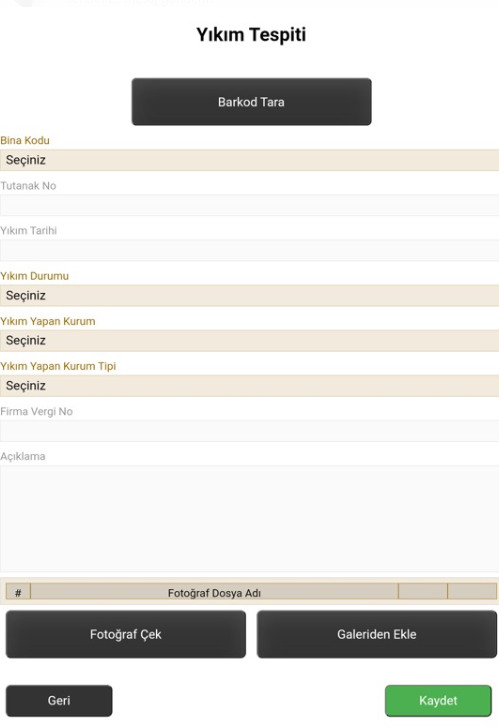 Yıkım Tespiti
Barkod Tara
Bina Kodu
Seçiniz
Tutanak No
Yıkım Tarihi
Yıkım Durumu
Seçiniz
Yıkım Yapan Kurum
Seçiniz
Yıkım Yapan Kurum Tipi
Seçiniz
Firma Vergi No
Açıklama
# Fotoğraf Dosya Adı
Fotoğraf Çek Galeriden Ekle
Geri Kaydet